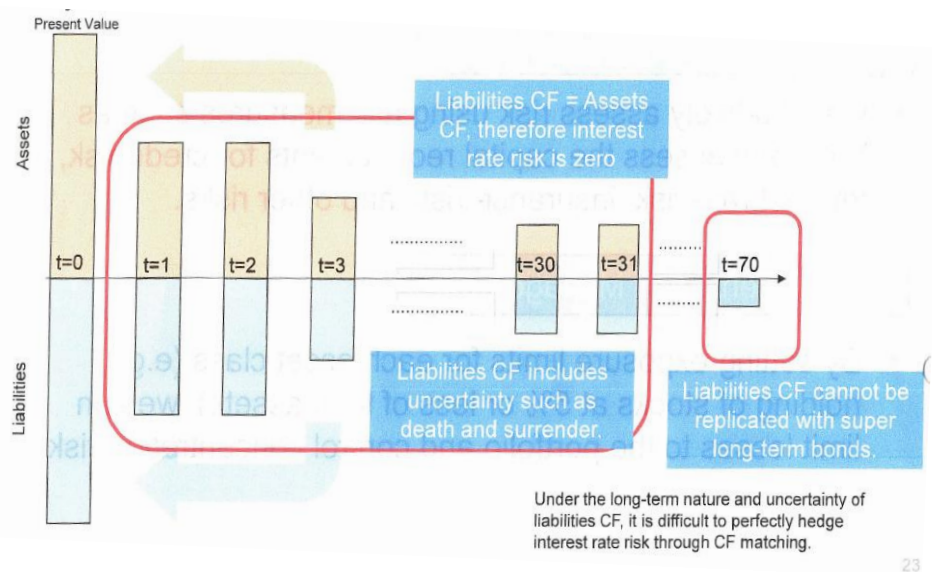 Present Value
Assets
Liabilities CF = Assets
CF, therefore interest
rate risk is zero
t=0
t=1
t=2
t=3
t=30
t=31
t=70
Liabilities
Liabilities CF includes
uncertainty such as
death and surrender.
Liabilities CF cannot be
replicated with super
long-term bonds.
Under the long-term nature and uncertainty of
liabilities CF, it is difficult to perfectly hedge
interest rate risk through CF matching.
23